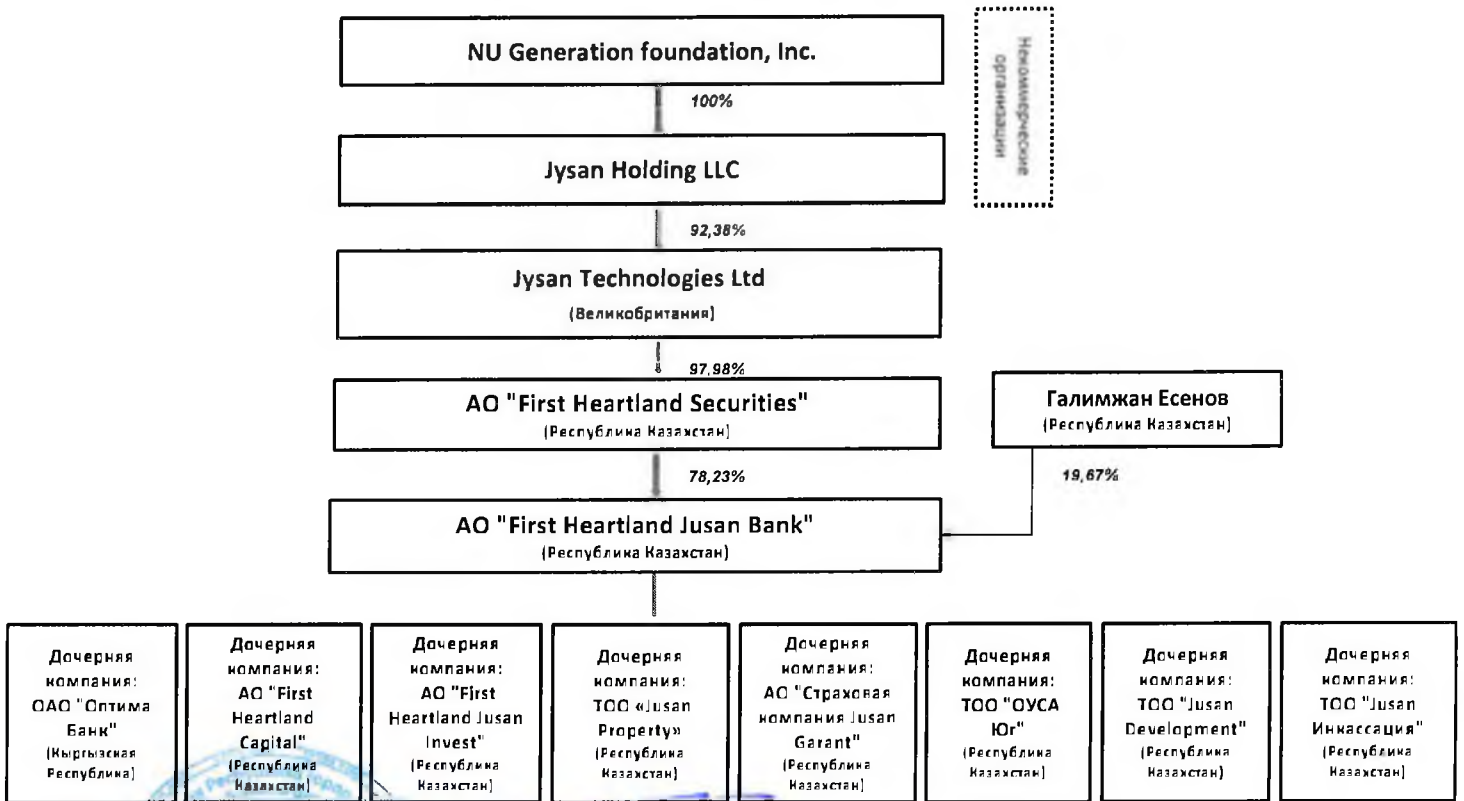 NU Generation foundation, Inc.
Некоммерческие
организации
100%
Jysan Holding LLC
92,38%
Jysan Technologies Ltd
(Великобритания)
97,98%
АО "First Heartland Securities"
(Республика Казахстан)
Галимжан Есенов
(Республика Казахстан)
78,23%
19,67%
АО "First Heartland Jusan Bank"
(Республика Казахстан)
Дочерняя
компания:
ОАО "Оптима
Банк"
(Кыргызская
Республика)
Дочерняя
компания:
АО "First
Heartland
Capital"
(Республика
Казахстан)
Дочерняя
компания:
АО "First
Heartland Jusan
Invest"
(Республика
Казахстан)
Дочерняя
компания:
ТОО «Jusan
Property»
(Республика
Казахстан)
Дочерняя
компания:
АО "Страховая
компания Jusan
Garant"
(Республика
Казахстан)
Дочерняя
компания:
ТОО "ОУСА
Юг"
(Республика
Казахстан)
Дочерняя
компания:
ТОО "Jusan
Development"
(Республика
Казахстан)
Дочерняя
компания:
ТОО "Jusan
Инкассация"
(Республика
Казахстан)